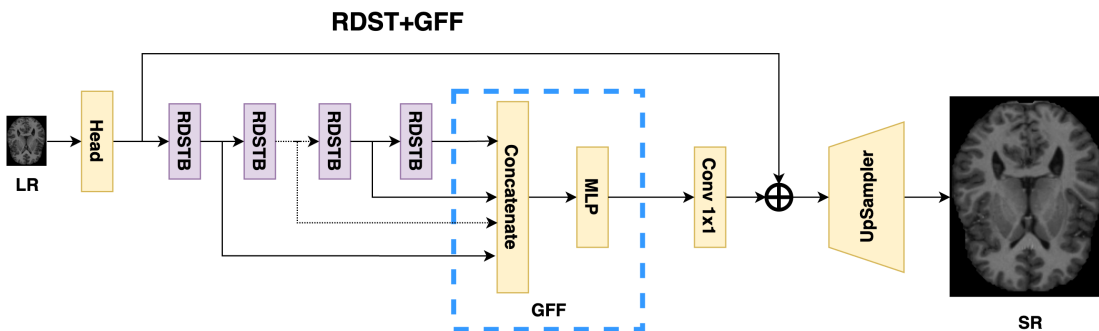 RDST+GFF
LR
Head
RDSTB
RDSTB
RDSTB
RDSTB
Concatenate
MLP
GFF
Conv 1x1
UpSampler
SR